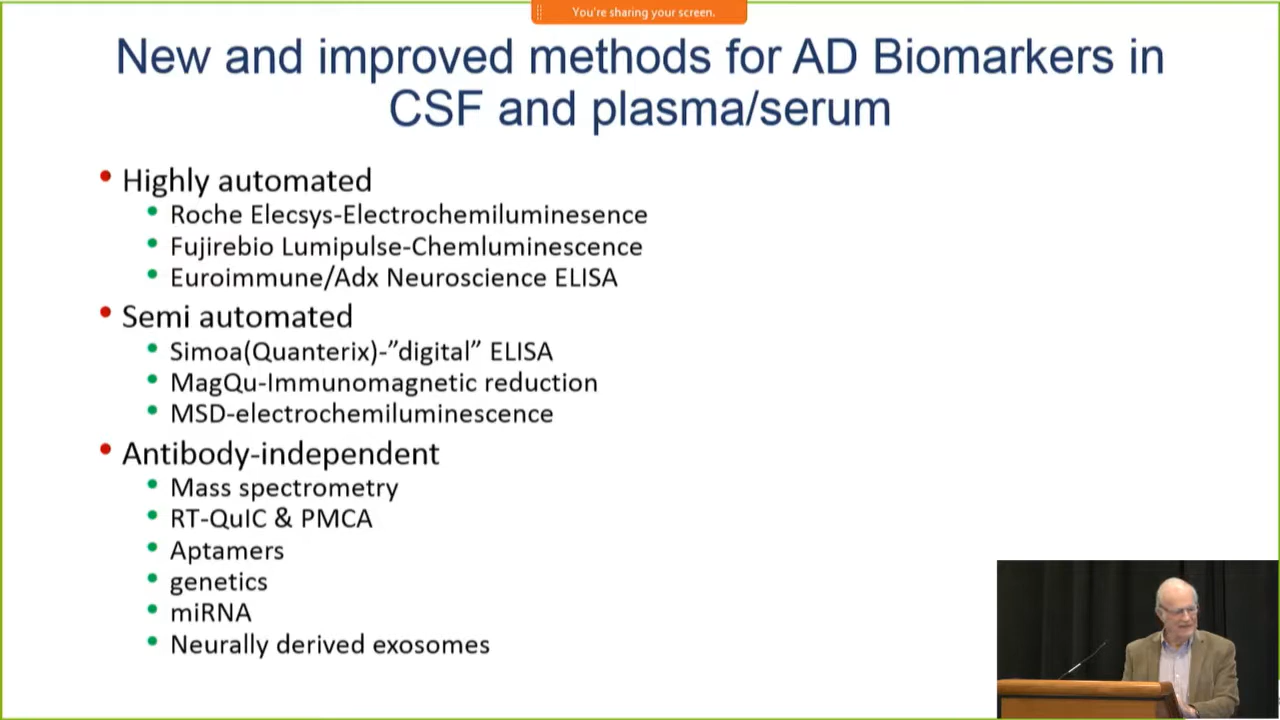 You're sharing your screen.
New and improved methods for AD Biomarkers in
CSF and plasma/serum
• Highly automated
• Roche Elecsys-Electrochemiluminesence
• Fujirebio Lumipulse-Chemluminescence
• Euroimmune/Adx Neuroscience ELISA
• Semi automated
• Simoa(Quanterix)-”digital” ELISA
• MagQu-Immunomagnetic reduction
• MSD-electrochemiluminescence
• Antibody-independent
• Mass spectrometry
• RT-QuIC & PMCA
• Aptamers
• genetics
• miRNA
• Neurally derived exosomes